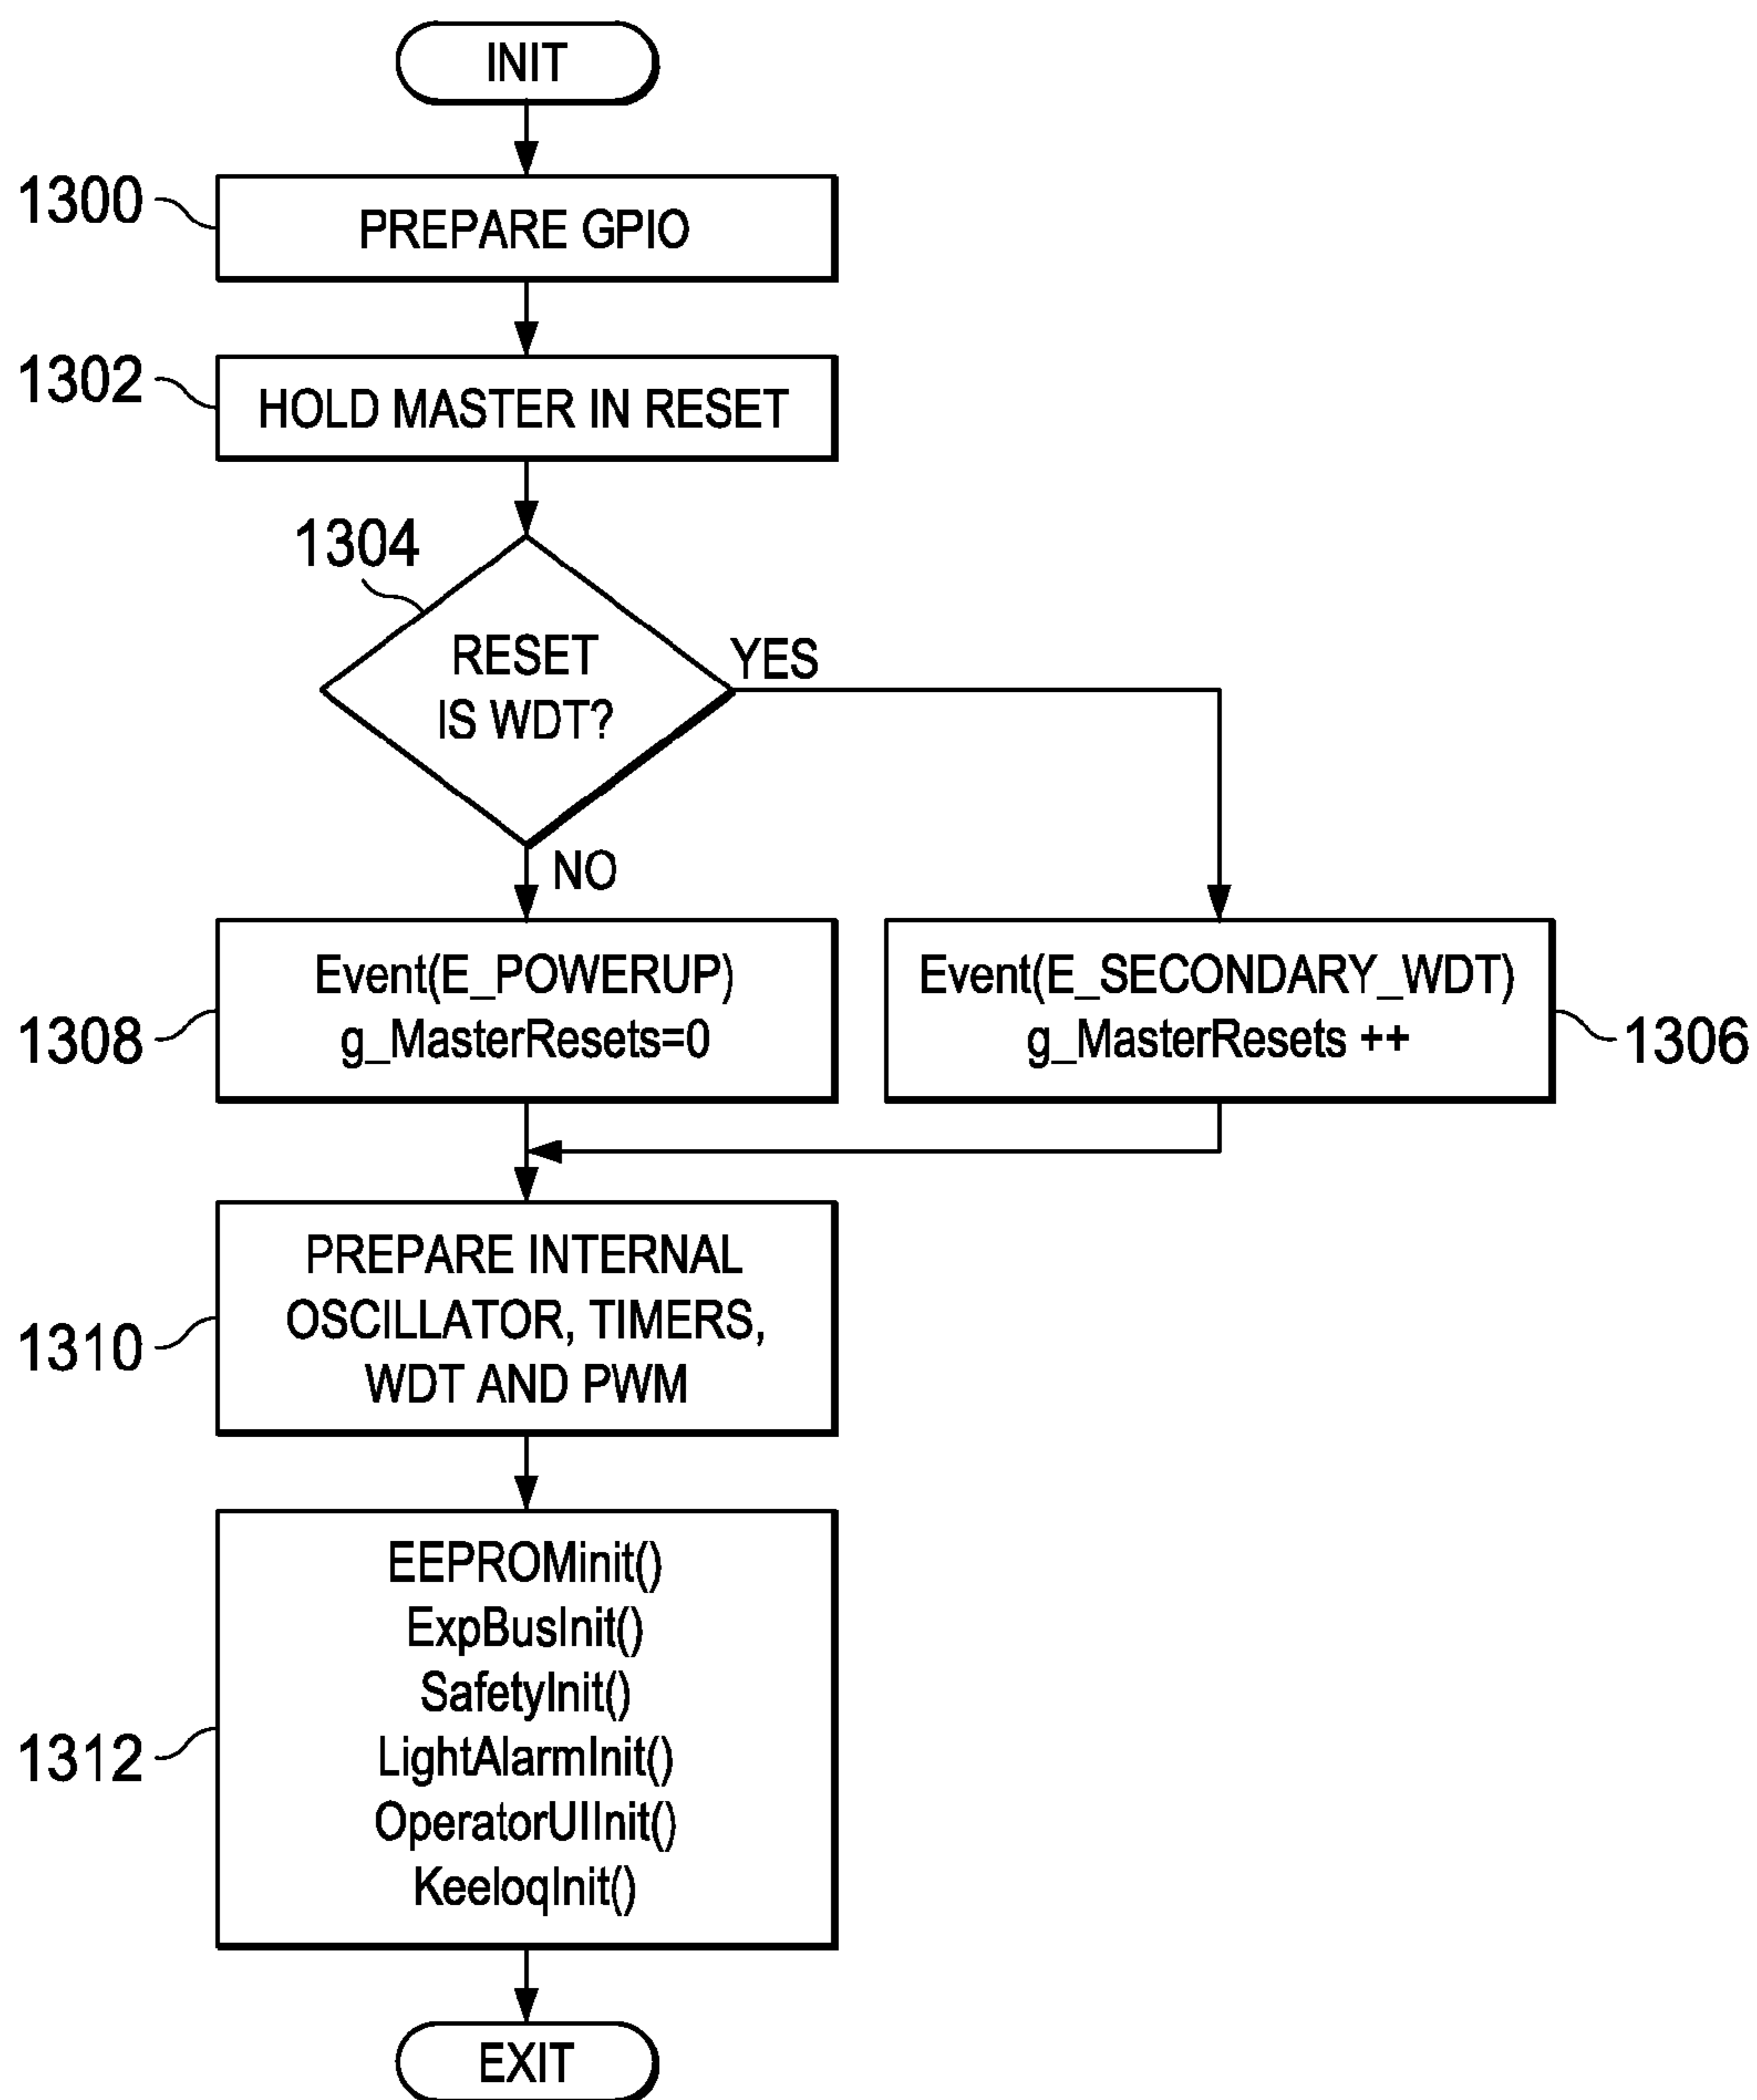 INIT
1300
PREPARE GPIO
1302
HOLD MASTER IN RESET
1304
RESET
IS WDT?
YES
NO
Event(E_POWERUP)
g_MasterResets=0
1308
Event(E_SECONDARY_WDT)
g_MasterResets ++
1306
PREPARE INTERNAL
OSCILLATOR, TIMERS,
WDT AND PWM
1310
EEPROMinit()
ExpBusInit()
SafetyInit()
LightAlarmInit()
OperatorUIInit()
KeeloqInit()
1312
EXIT